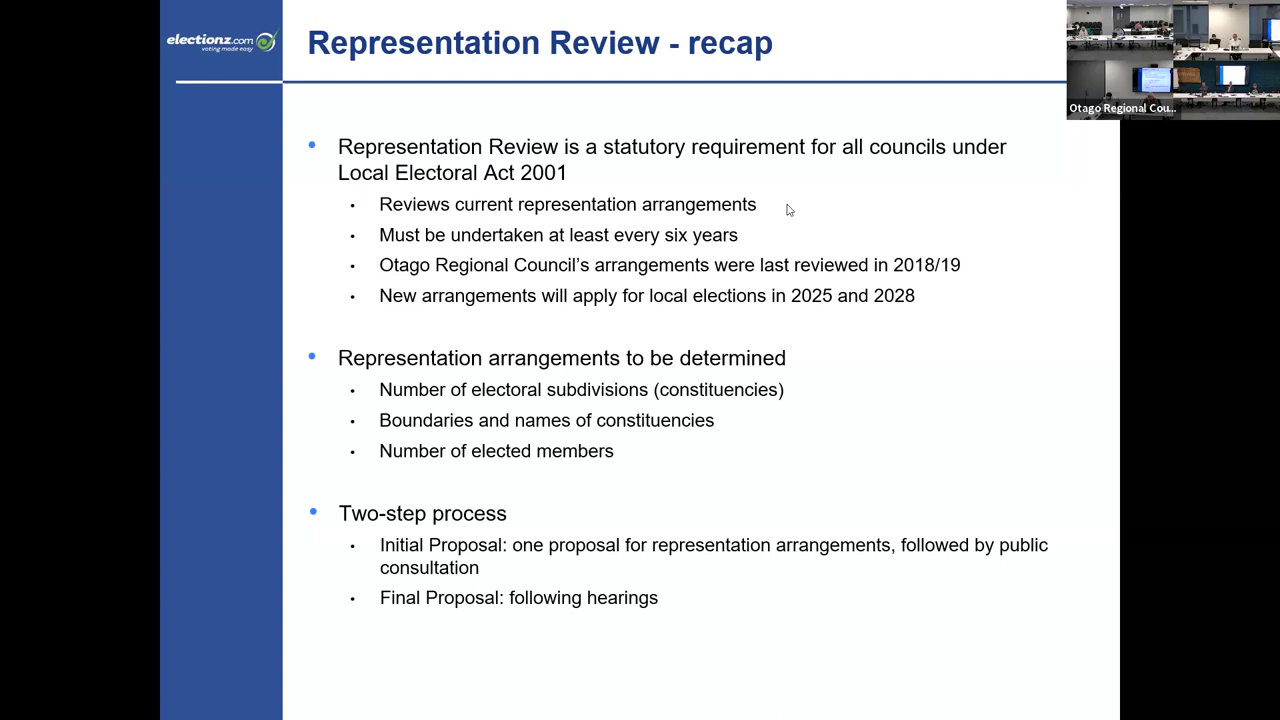 electionz.com
voting made easy
Representation Review - recap
Otago Regional Cou...
• Representation Review is a statutory requirement for all councils under
Local Electoral Act 2001
• Reviews current representation arrangements
• Must be undertaken at least every six years
• Otago Regional Council’s arrangements were last reviewed in 2018/19
• New arrangements will apply for local elections in 2025 and 2028
• Representation arrangements to be determined
• Number of electoral subdivisions (constituencies)
• Boundaries and names of constituencies
• Number of elected members
• Two-step process
• Initial Proposal: one proposal for representation arrangements, followed by public
consultation
• Final Proposal: following hearings